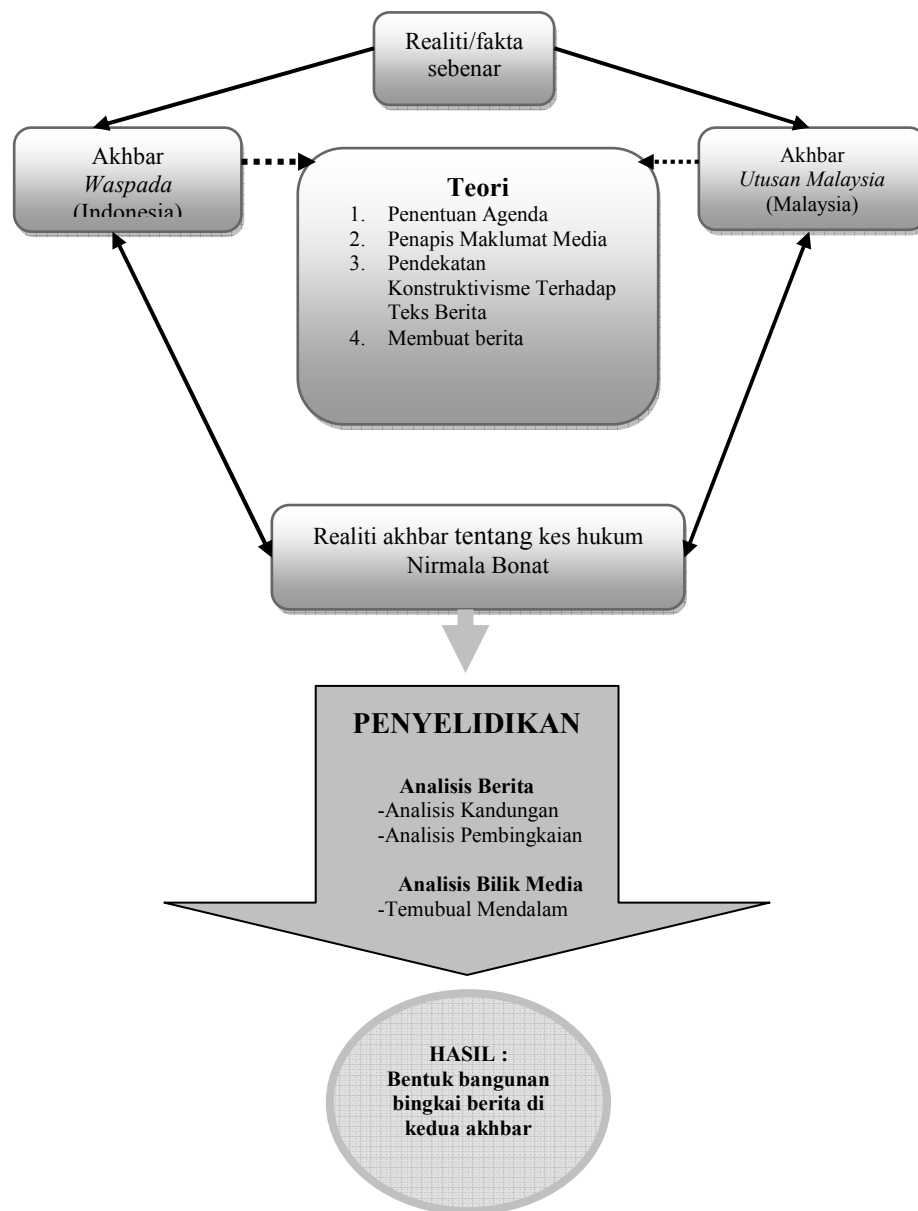 Realiti/fakta
sebenar
Akhbar
Waspada
(Indonesia)
Akhbar
Utusan Malaysia
(Malaysia)
Teori
1. Penentuan Agenda
2. Penapis Maklumat Media
3. Pendekatan
Konstruktivisme Terhadap
Teks Berita
4. Membuat berita
Realiti akhbar tentang kes hukum
Nirmala Bonat
PENYELIDIKAN
Analisis Berita
-Analisis Kandungan
-Analisis Pembingkaian
Analisis Bilik Media
-Temubual Mendalam
HASIL :
Bentuk bangunan
bingkai berita di
kedua akhbar